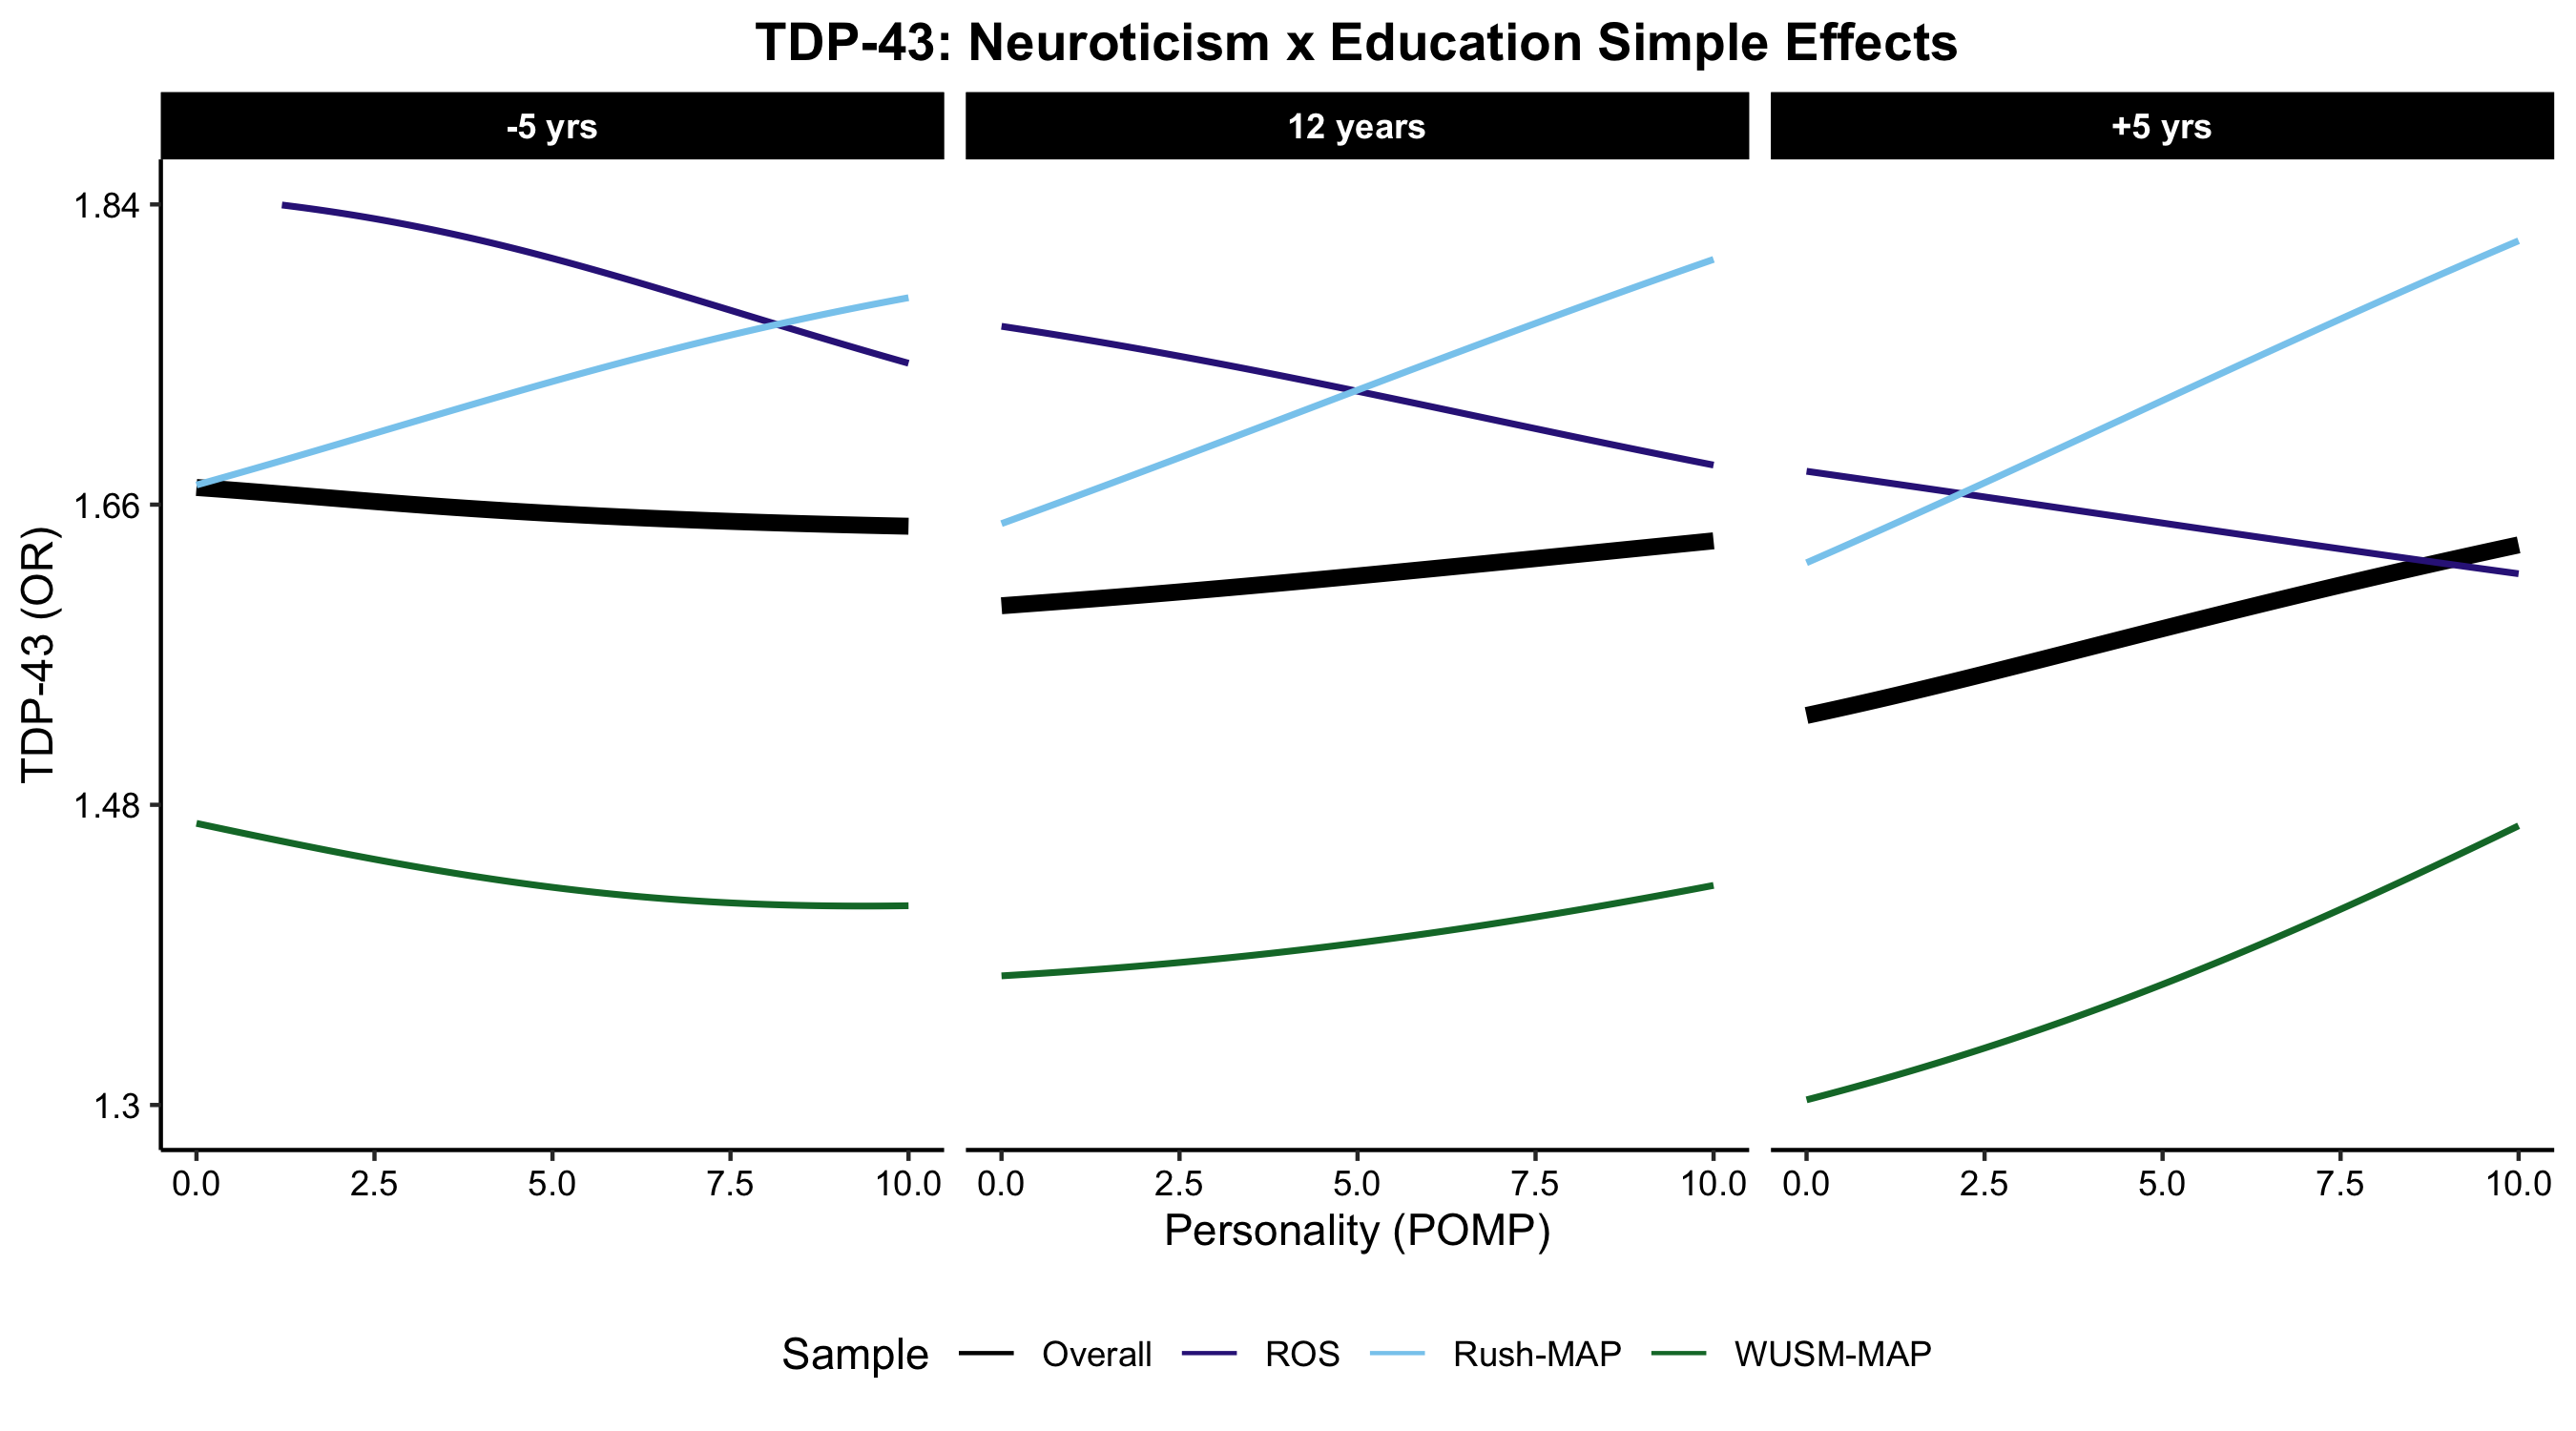 TDP-43: Neuroticism x Education Simple Effects
-5 yrs 12 years +5 yrs
TDP-43 (OR)
1.84
1.66
1.48
1.3
0.0 2.5 5.0 7.5 10.0 0.0 2.5 5.0 7.5 10.0 0.0 2.5 5.0 7.5 10.0
Personality (POMP)
Sample Overall ROS Rush-MAP WUSM-MAP